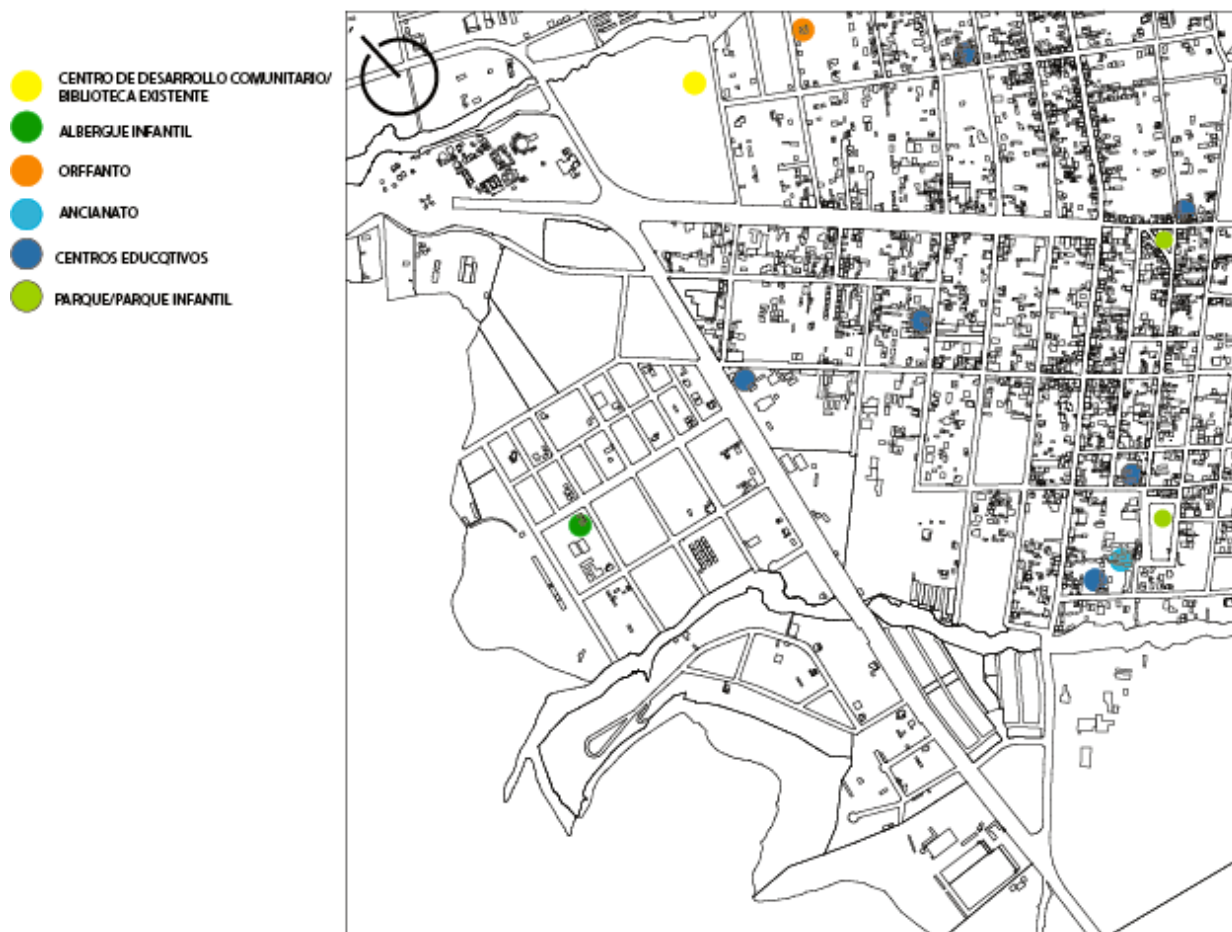 CENTRO DE DESARROLLO COMUNITARIO/
BIBLIOTECA EXISTENTE
ALBERGUE INFANTIL
ORFFANTO
ANCIANATO
CENTROS EDUCQTIVOS
PARQUE/PARQUE INFANTIL